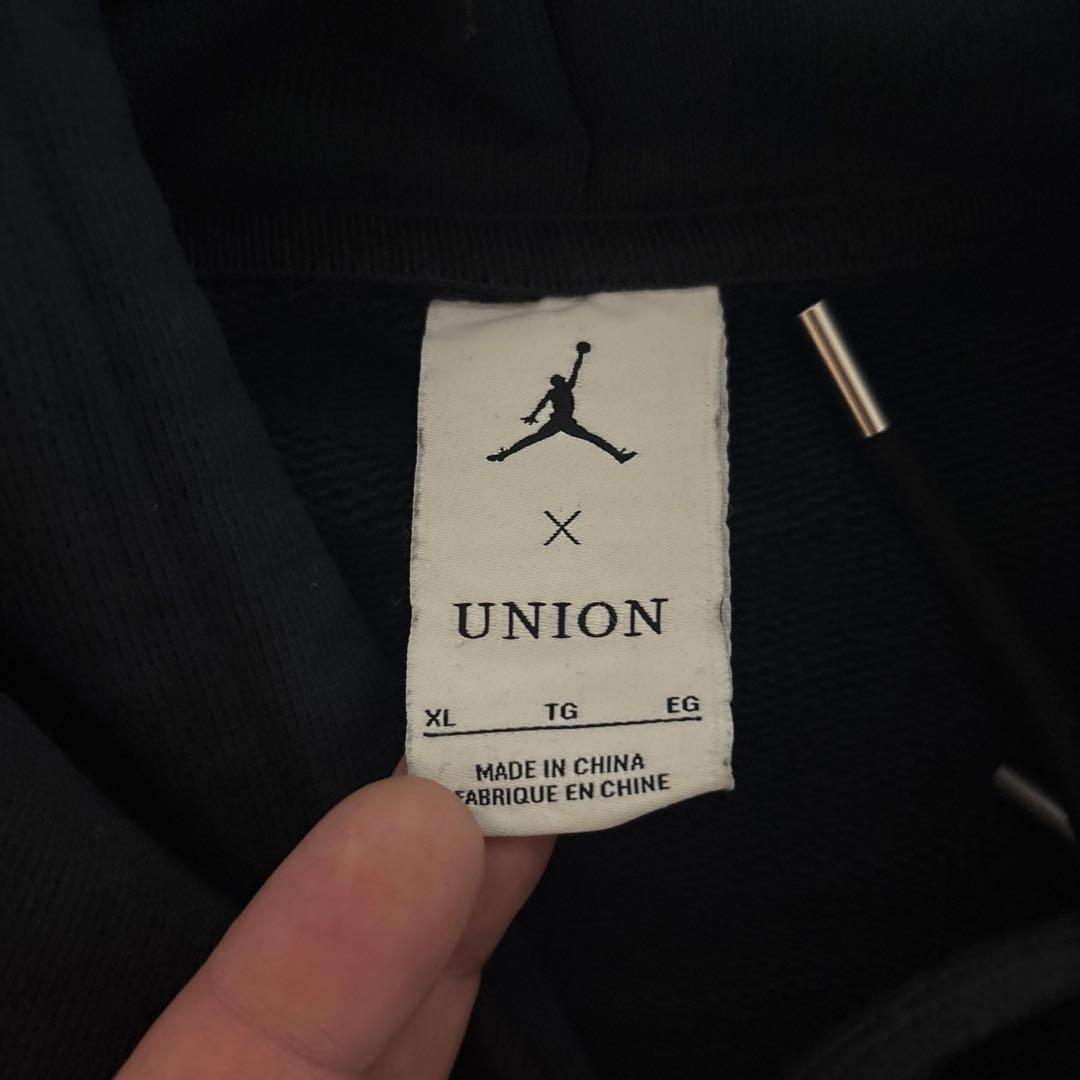 X
UNION
XL TG EG
MADE IN CHINA
FABRIQUE EN CHINE